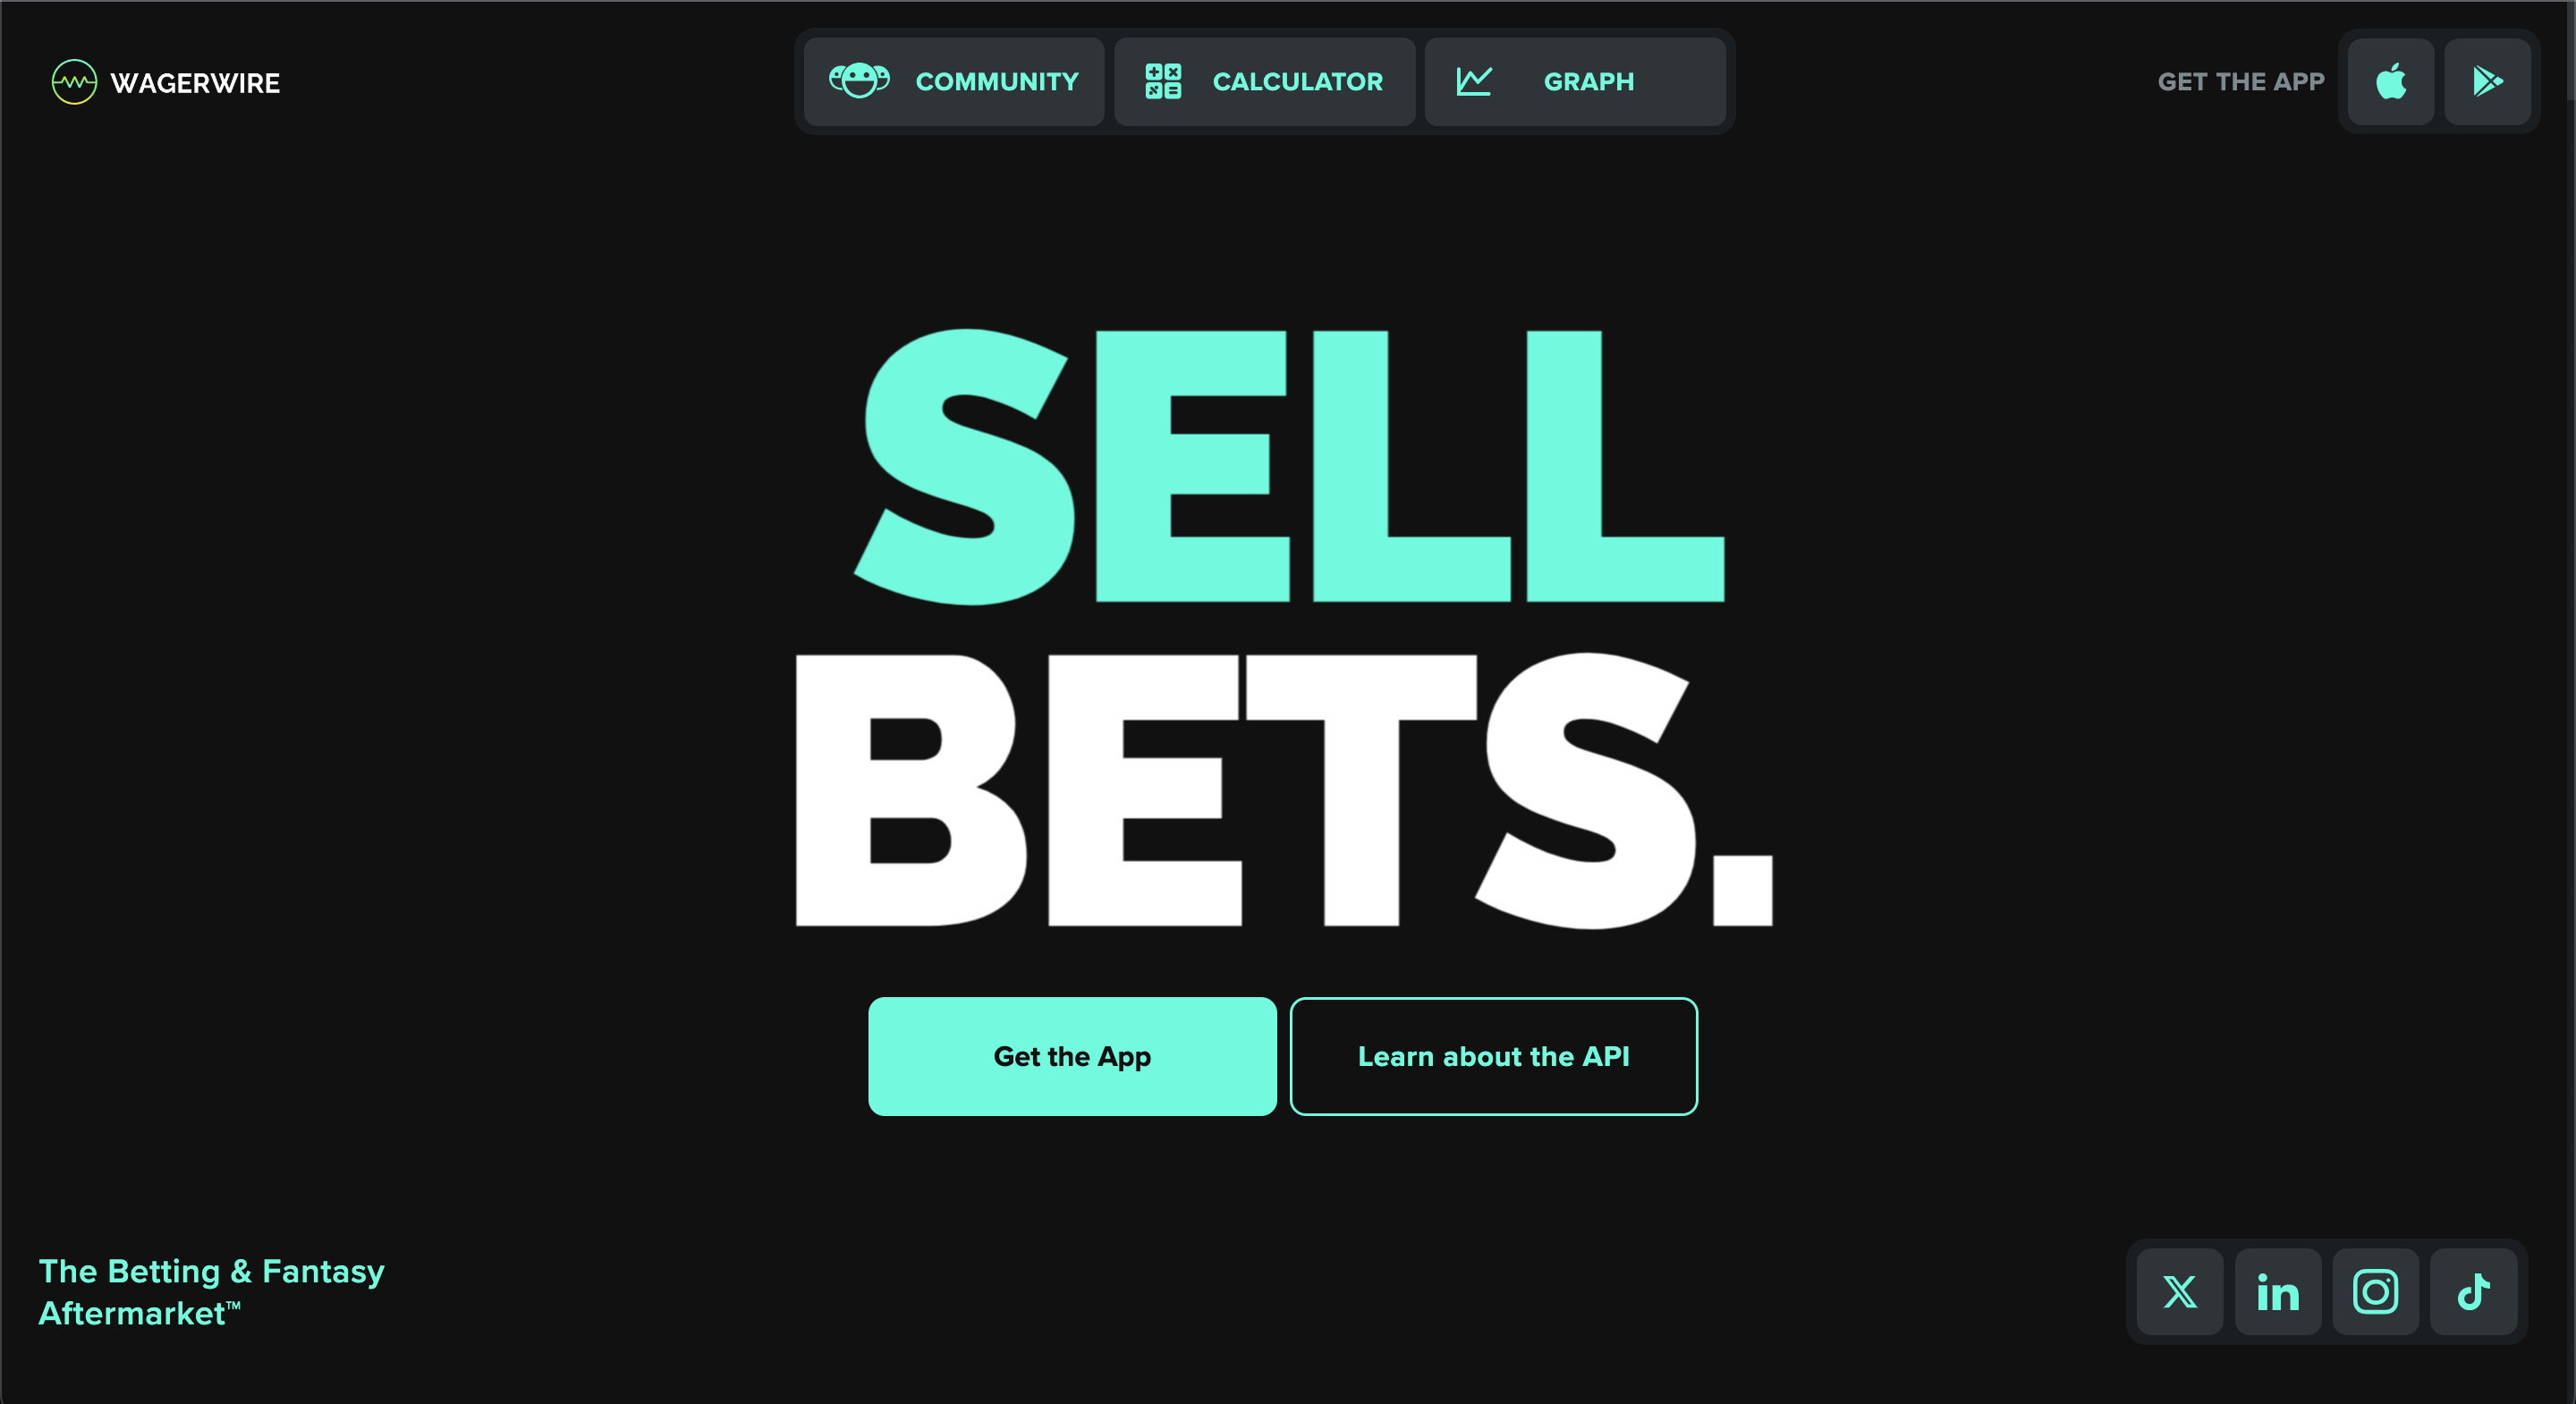 WAGERWIRE
COMMUNITY
CALCULATOR
GRAPH
GET THE APP
SELL
BETS.
Get the App
Learn about the API
The Betting & Fantasy
Aftermarket™